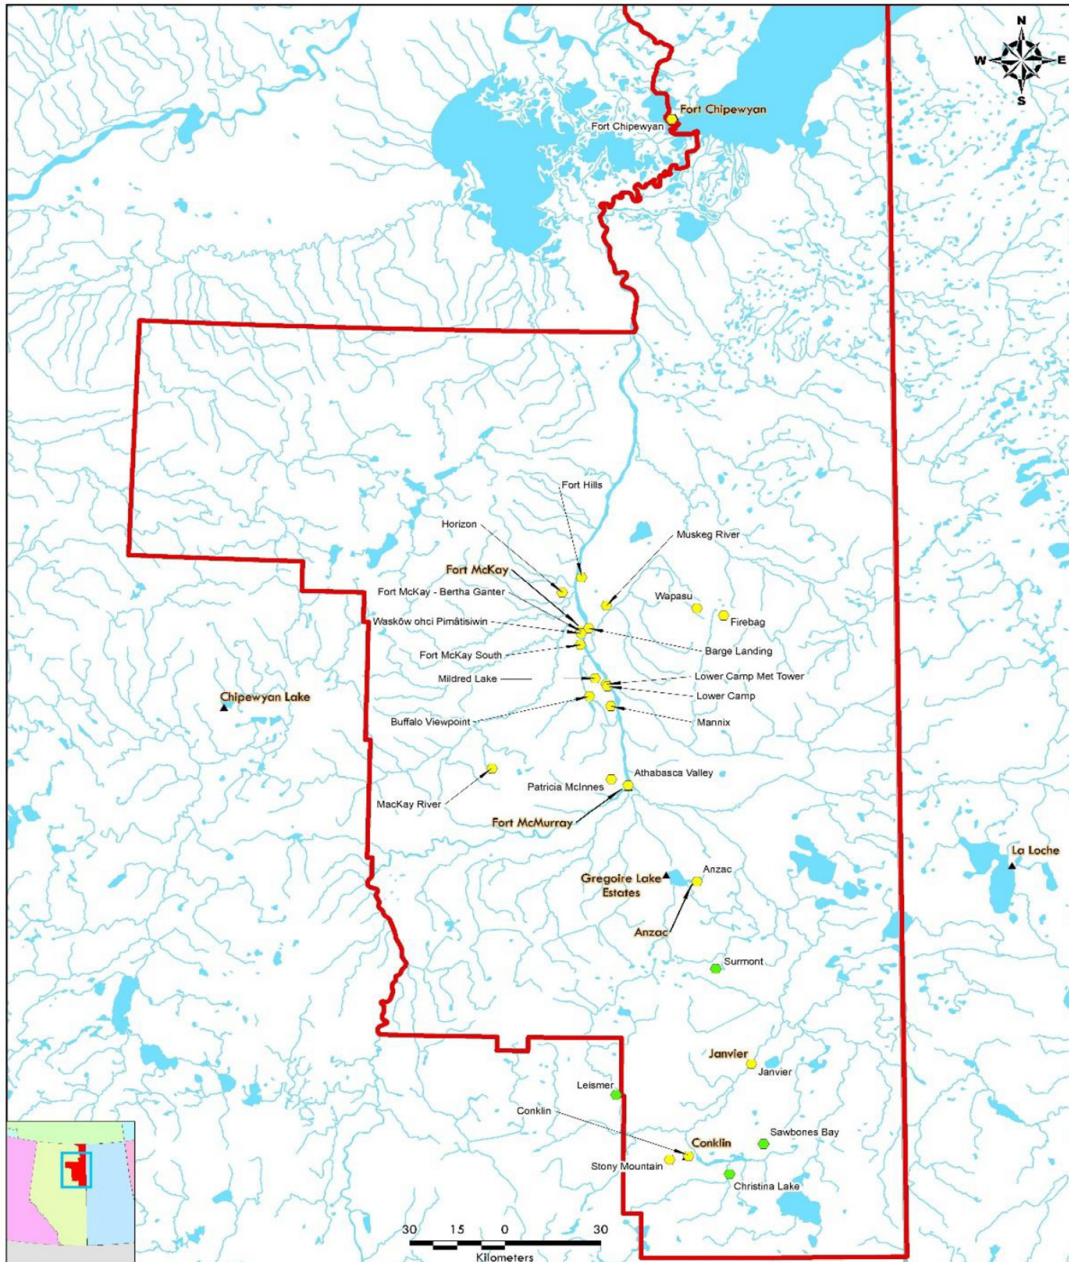 N
W E
S
Fort Chipewyan
Fort Chipewyan
Fort Hills
Horizon
Muskeg River
Fort McKay
Fort McKay - Bertha Ganter
Wapasu
Firebag
Waskōw ohci Pimâtisiwin
Barge Landing
Fort McKay South
Mildred Lake
Lower Camp Met Tower
Lower Camp
Chipewyan Lake
Buffalo Viewpoint
Mannix
Athabasca Valley
Patricia McInnes
MacKay River
Fort McMurray
La Loche
Anzac
Gregoire Lake
Estates
Anzac
Surmont
Janvier
Janvier
Leismer
Conklin
Sawbones Bay
Conklin
Stony Mountain
Christina Lake
30 15 0 30
Kilometers